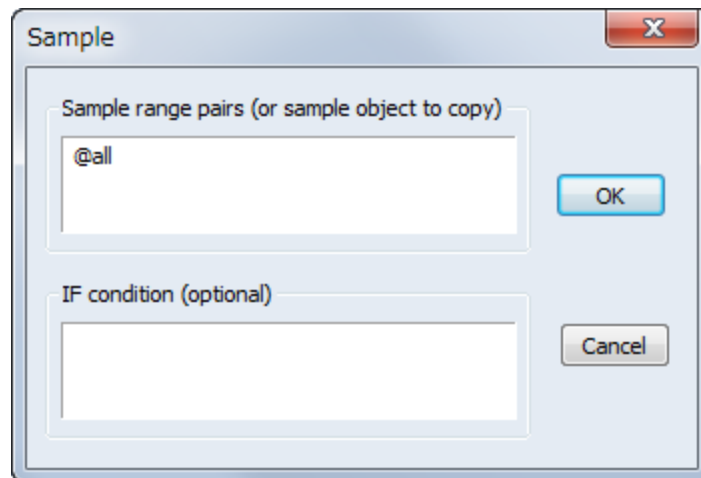 Sample
Sample range pairs (or sample object to copy)
@all
OK
IF condition (optional)
Cancel